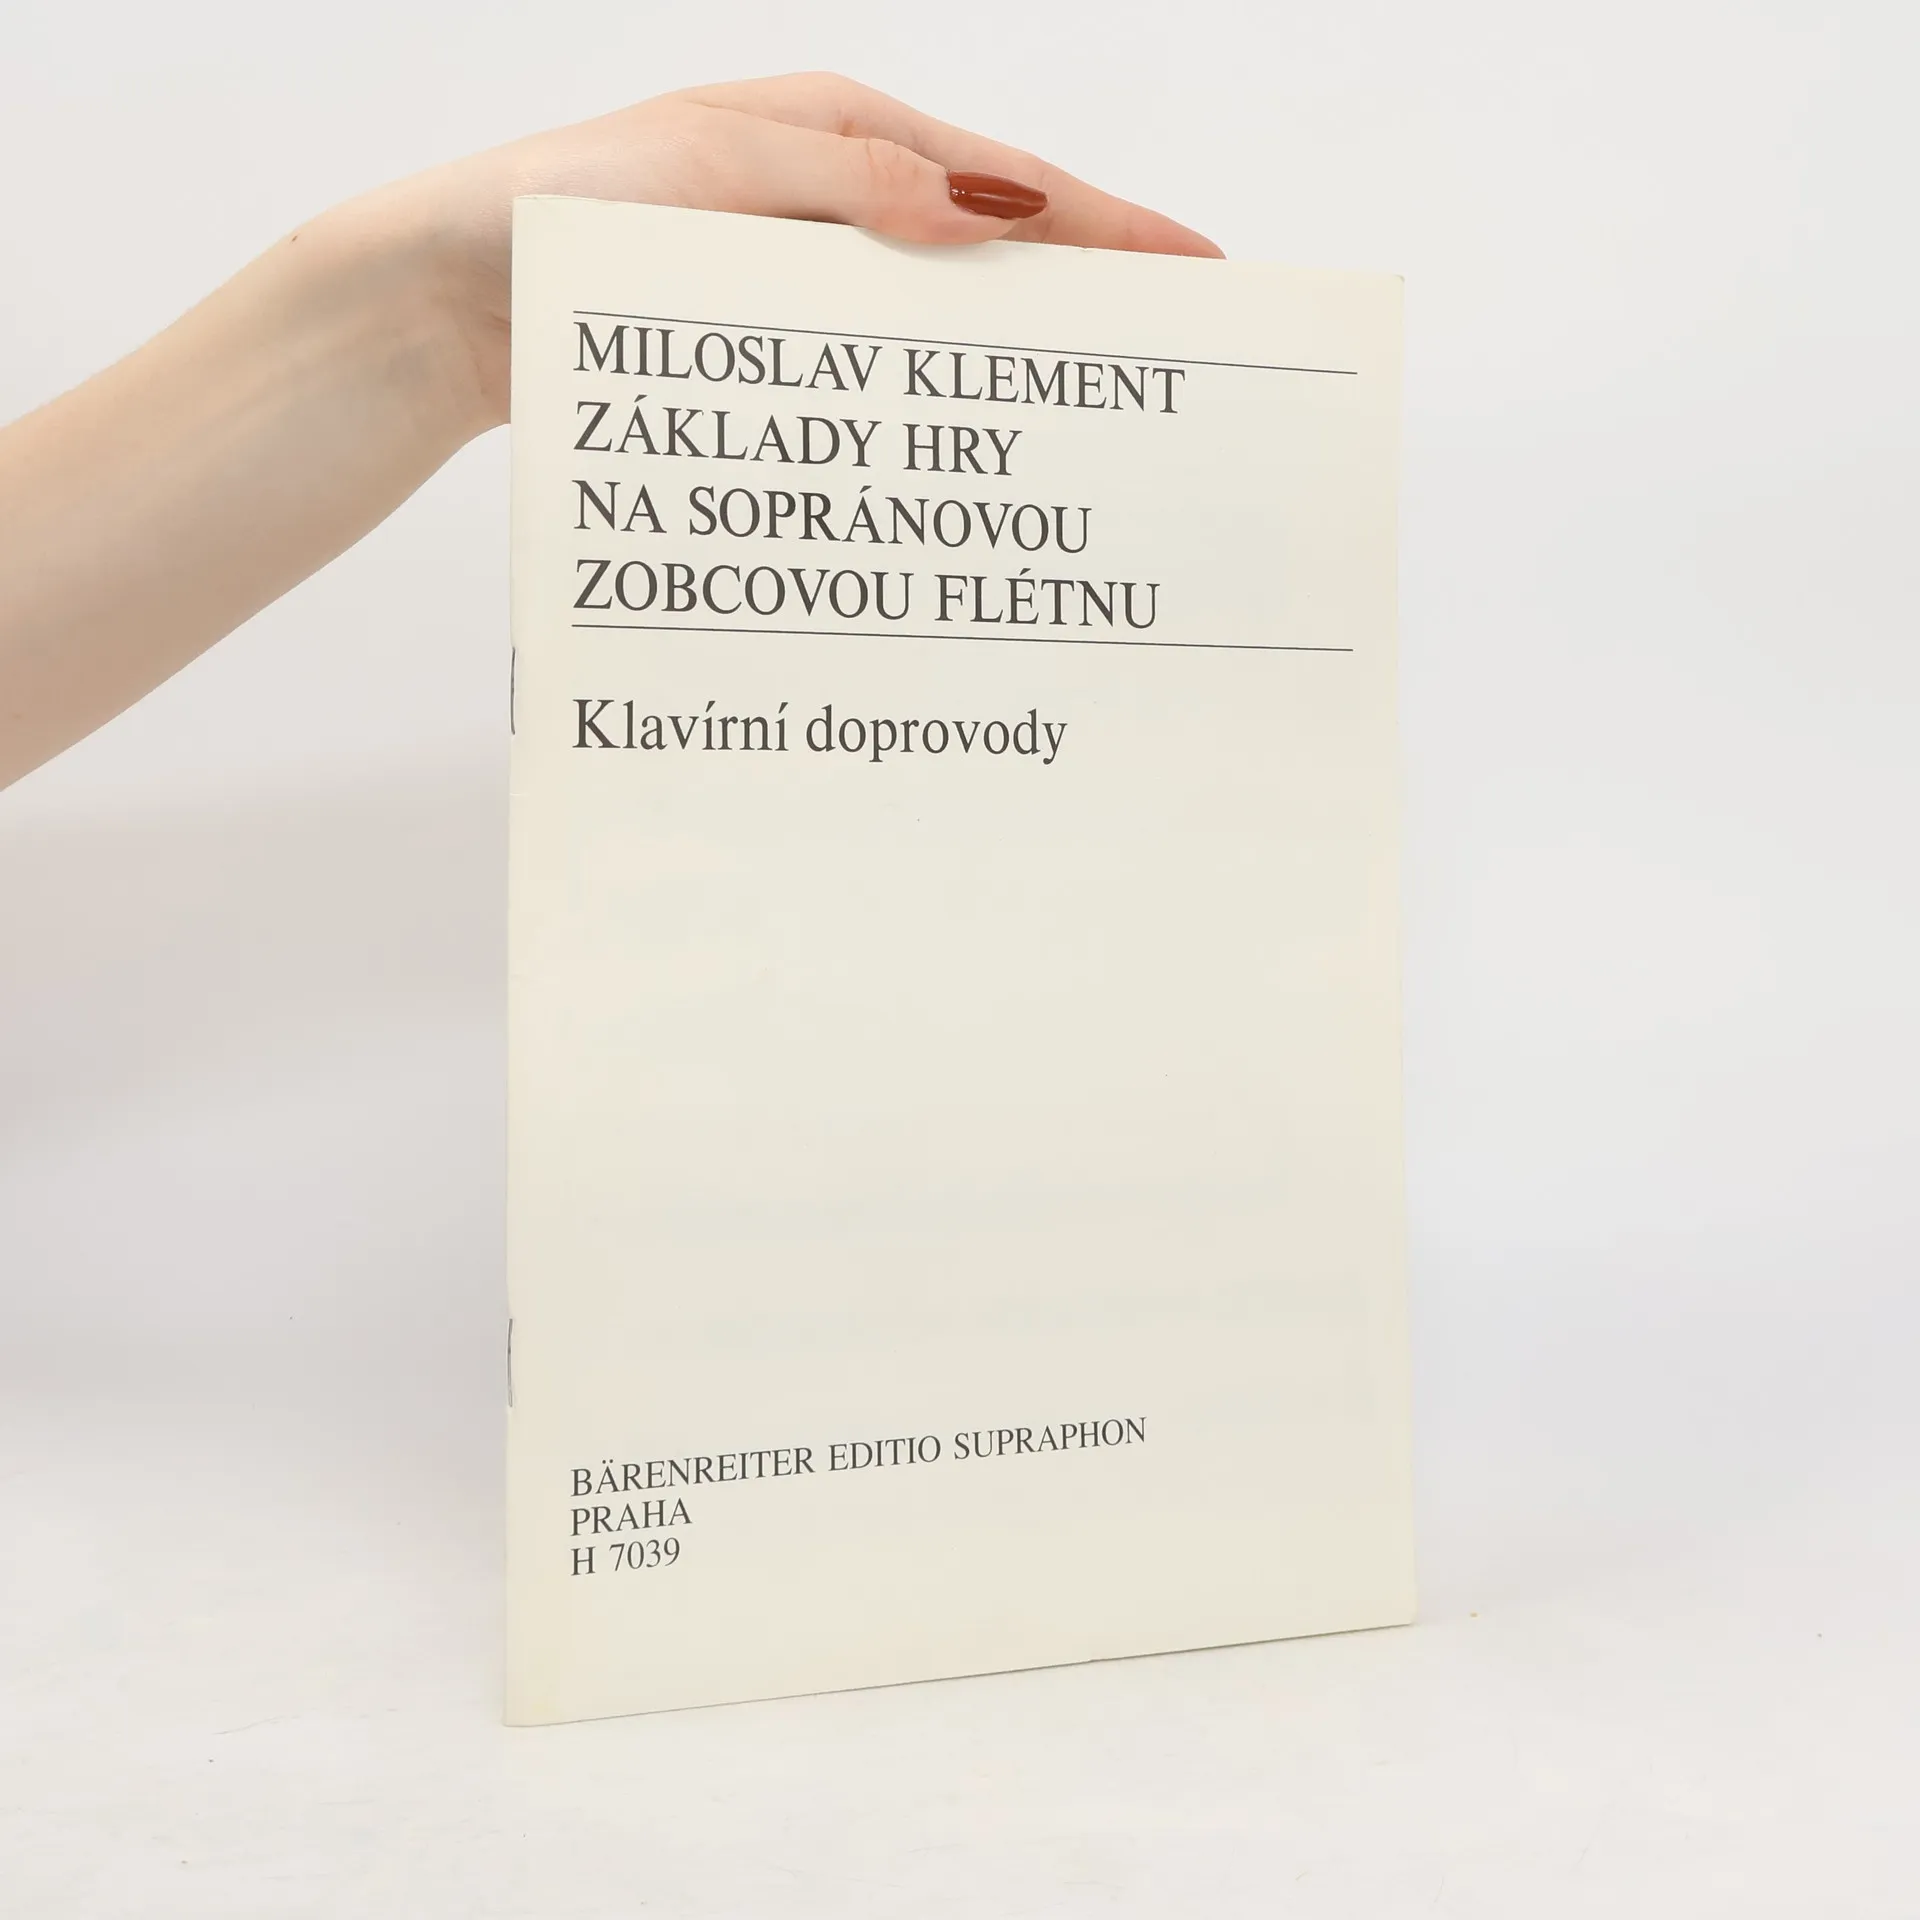 MILOSLAV KLEMENT
ZÁKLADY HRY
NA SOPRÁNOVOU
ZOBCOVOU FLÉTNU
Klavírní doprovody
BÄRENREITER EDITIO SUPRAPHON
PRAHA
H 7039